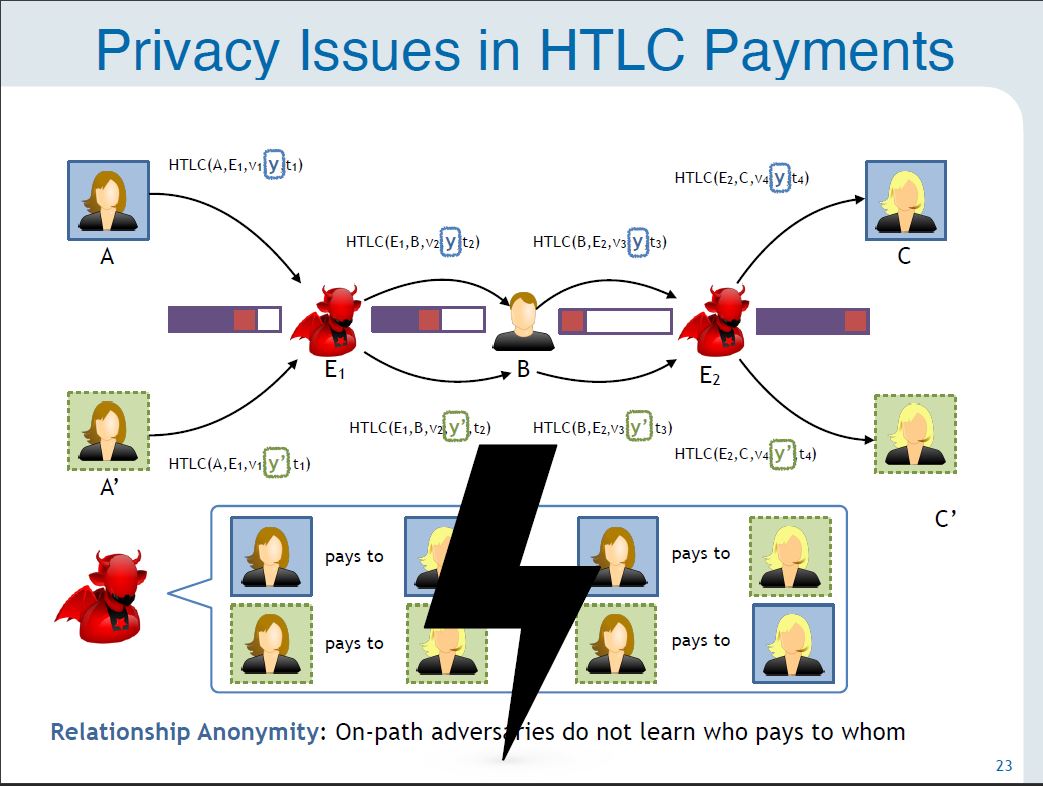 Privacy Issues in HTLC Payments
HTLC(A,E1,v1,y,t1)
HTLC(E2,C,v4,y,t4)
HTLC(E1,B,v2,y,t2)
HTLC(B,E2,v3,y,t3)
A
C
E1
B
E2
HTLC(E1,B,v2,y’,t2)
HTLC(B,E2,v3,y’,t3)
HTLC(A,E1,v1,y’,t1)
HTLC(E2,C,v4,y’,t4)
A’
C’
pays to
pays to
pays to
pays to
Relationship Anonymity: On-path adversaries do not learn who pays to whom
23